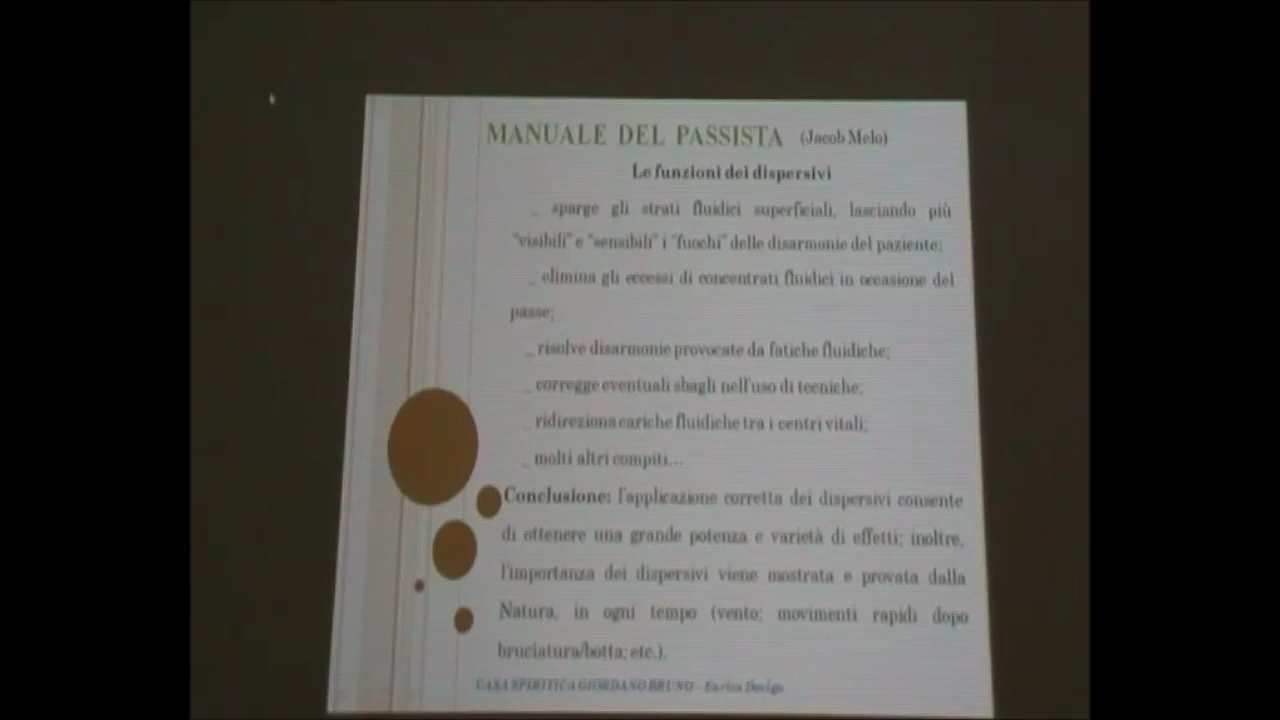 MANUALE DEL PASSISTA (Jacob Melo)
Le funzioni dei dispersivi
_ sparge gli strati fluidici superficiali, lasciando più
"visibili" e "sensibili" i "fuochi" delle disarmonie del paziente;
_ elimina gli eccessi di concentrati fluidici in occasione del
passe;
_ risolve disarmonie provocate da fatiche fluidiche;
_ corregge eventuali sbagli nell'uso di tecniche;
_ ridireziona cariche fluidiche tra i centri vitali;
_ molti altri compiti...
Conclusione: l'applicazione corretta dei dispersivi consente
di ottenere una grande potenza e varietà di effetti; inoltre,
l'importanza dei dispersivi viene mostrata e provata dalla
Natura, in ogni tempo (vento; movimenti rapidi dopo
bruciatura/botta; etc.).
CASA SPIRITICA GIORDANO BRUNO -